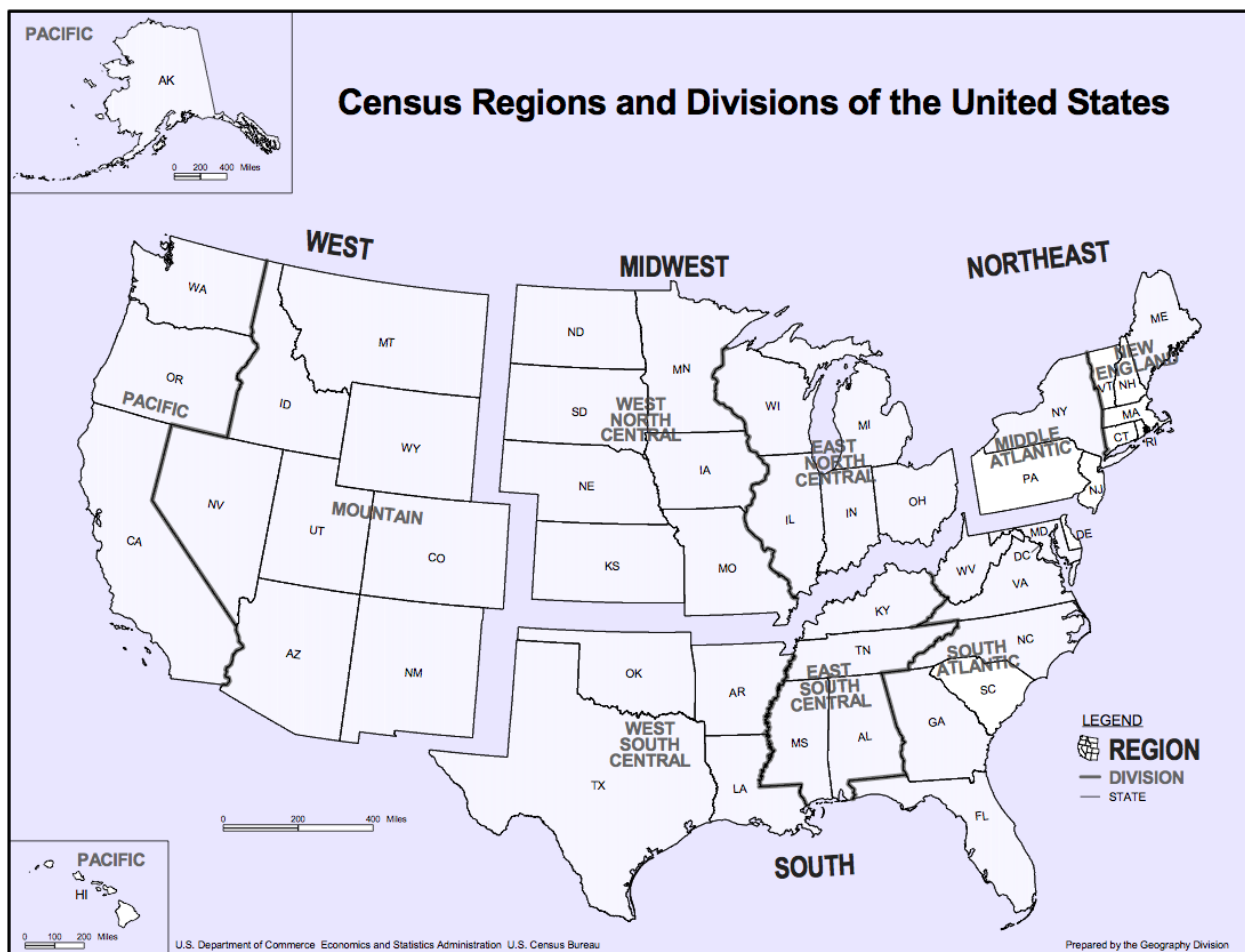 PACIFIC
AK
0 200 400 Miles
Census Regions and Divisions of the United States
WEST
MIDWEST
NORTHEAST
WA
MT
OR
ID
PACIFIC
WY
NV
UT
MOUNTAIN
CO
CA
AZ
NM
ND
MN
SD
WEST
NORTH
CENTRAL
IA
NE
KS
MO
WI
MI
EAST
NORTH
CENTRAL
IL
IN
OH
ME
NEW
ENGLAND
VT
NH
NY
MA
CT
RI
MIDDLE
ATLANTIC
PA
NJ
MD
DE
DC
WV
VA
KY
TN
NC
SOUTH
ATLANTIC
SC
EAST
SOUTH
CENTRAL
MS
AL
GA
FL
OK
AR
WEST
SOUTH
CENTRAL
TX
LA
SOUTH
LEGEND
REGION
DIVISION
STATE
0 200 400 Miles
PACIFIC
HI
0 100 200 Miles
U.S. Department of Commerce Economics and Statistics Administration U.S. Census Bureau
Prepared by the Geography Division